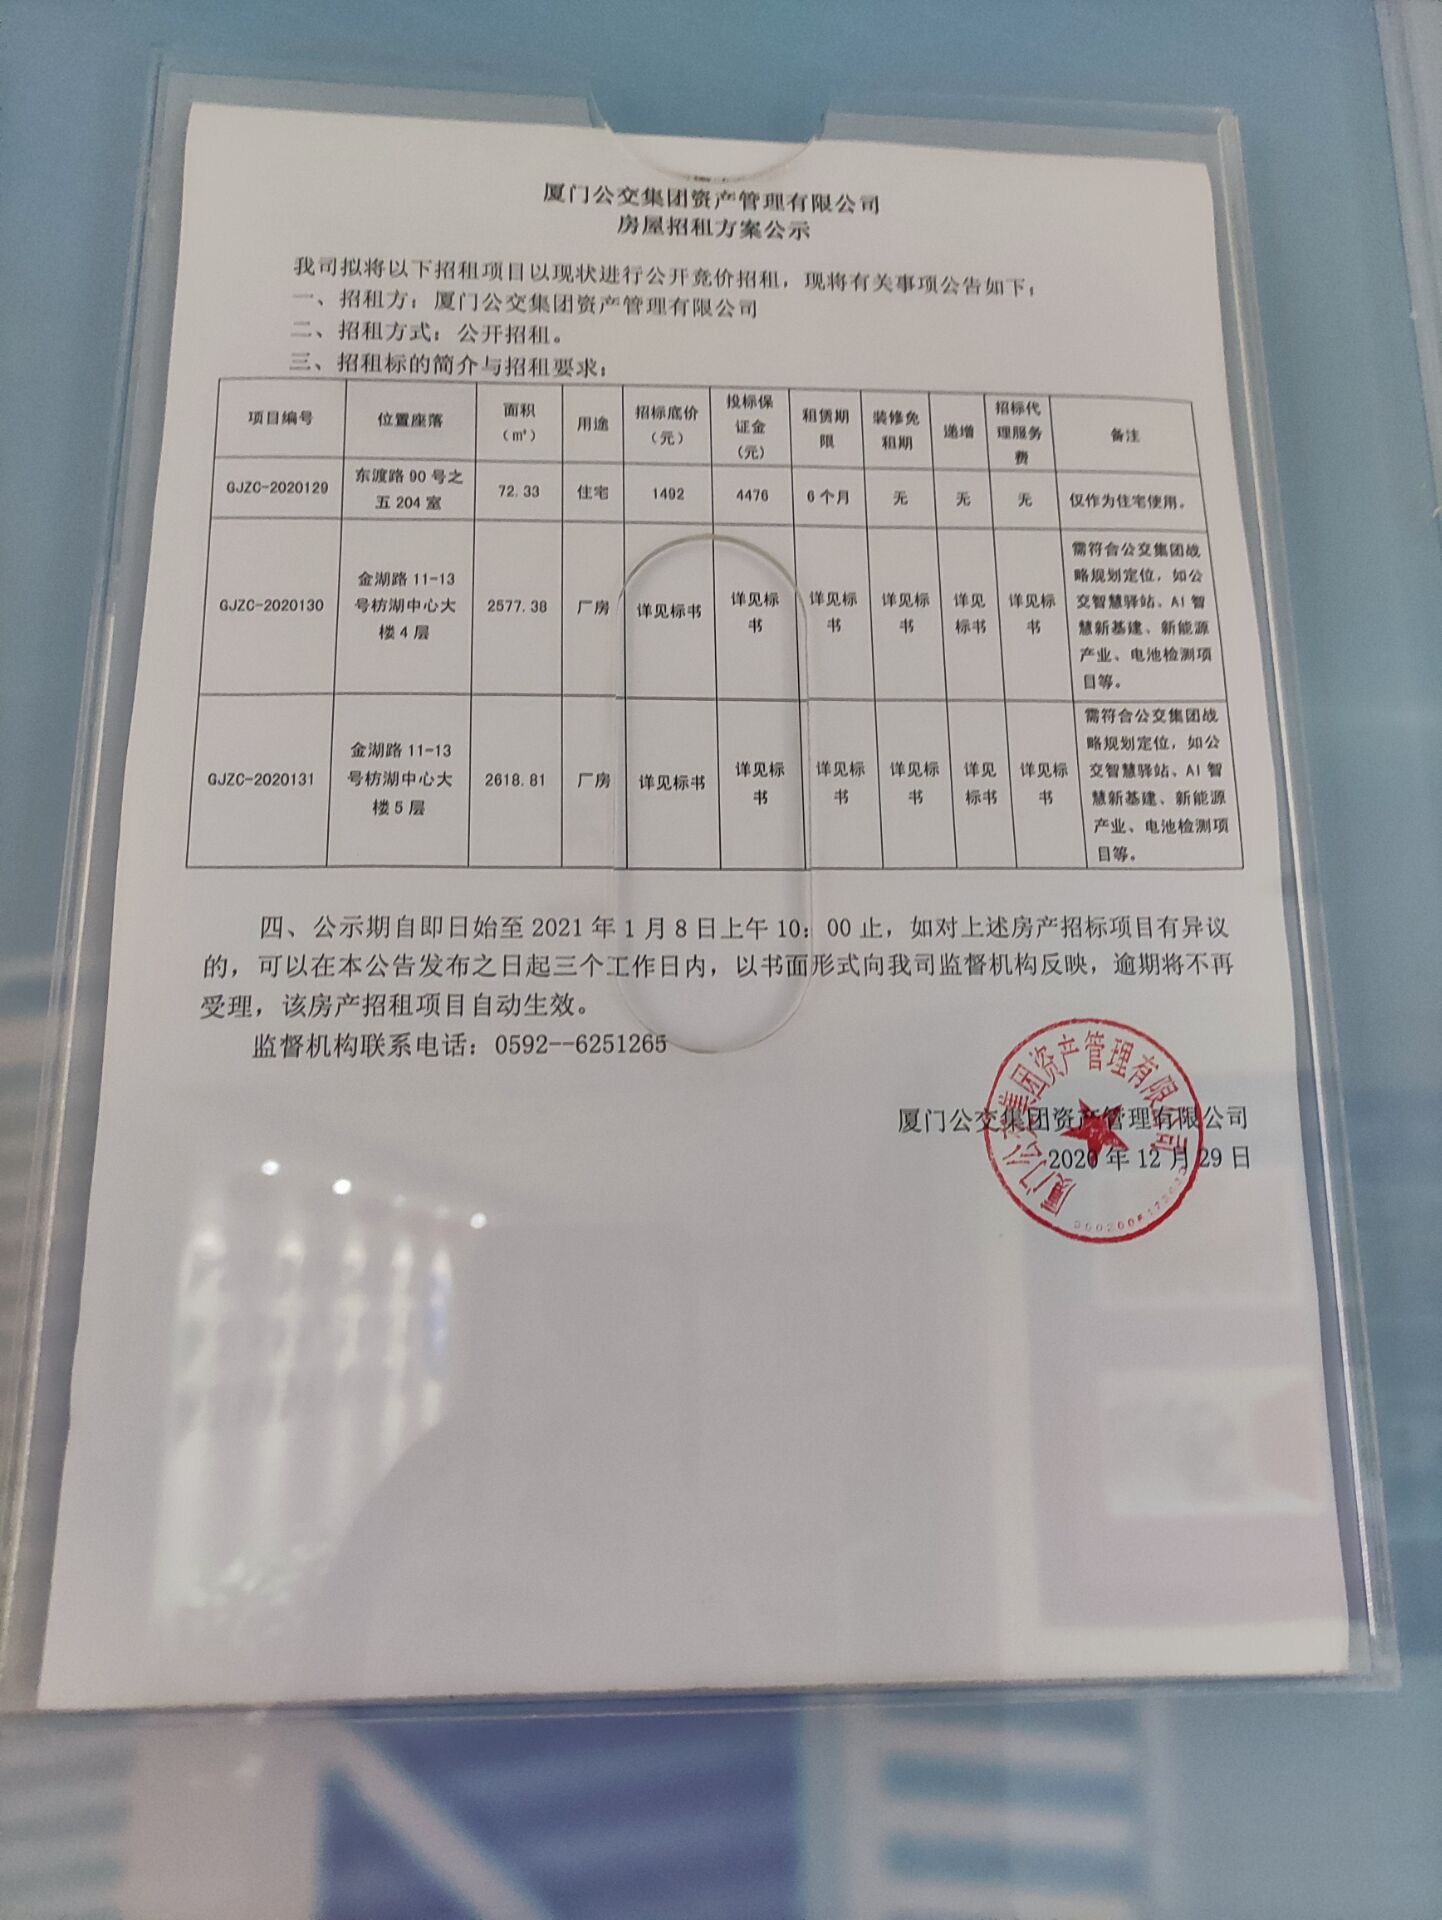 厦门公交集团资产管理有限公司
房屋招租方案公示
我司拟将以下招租项目以现状进行公开竞价招租，现将有关事项公告如下：
一、招租方：厦门公交集团资产管理有限公司
二、招租方式：公开招租。
三、招租标的简介与招租要求：
项目编号 位置座落 面积（㎡） 用途 招标底价（元） 投标保证金（元） 租赁期限 装修免租期 递增 招标代理服务费 备注
GJZC-2020129 东渡路90号之五204室 72.33 住宅 1492 4476 6个月 无 无 无 仅作为住宅使用。
GJZC-2020130 金湖路11-13号枋湖中心大楼4层 2577.38 厂房 详见标书 详见标书 详见标书 详见标书 详见标书 详见标书 需符合公交集团战略规划定位，如公交智慧驿站、AI智慧新基建、新能源产业、电池检测项目等。
GJZC-2020131 金湖路11-13号枋湖中心大楼5层 2618.81 厂房 详见标书 详见标书 详见标书 详见标书 详见标书 详见标书 需符合公交集团战略规划定位，如公交智慧驿站、AI智慧新基建、新能源产业、电池检测项目等。
四、公示期自即日始至2021年1月8日上午10：00止，如对上述房产招标项目有异议
的，可以在本公告发布之日起三个工作日内，以书面形式向我司监督机构反映，逾期将不再
受理，该房产招租项目自动生效。
监督机构联系电话：0592--6251265
厦门公交集团资产管理有限公司
2020年12月29日
厦门公交集团资产管理有限公司